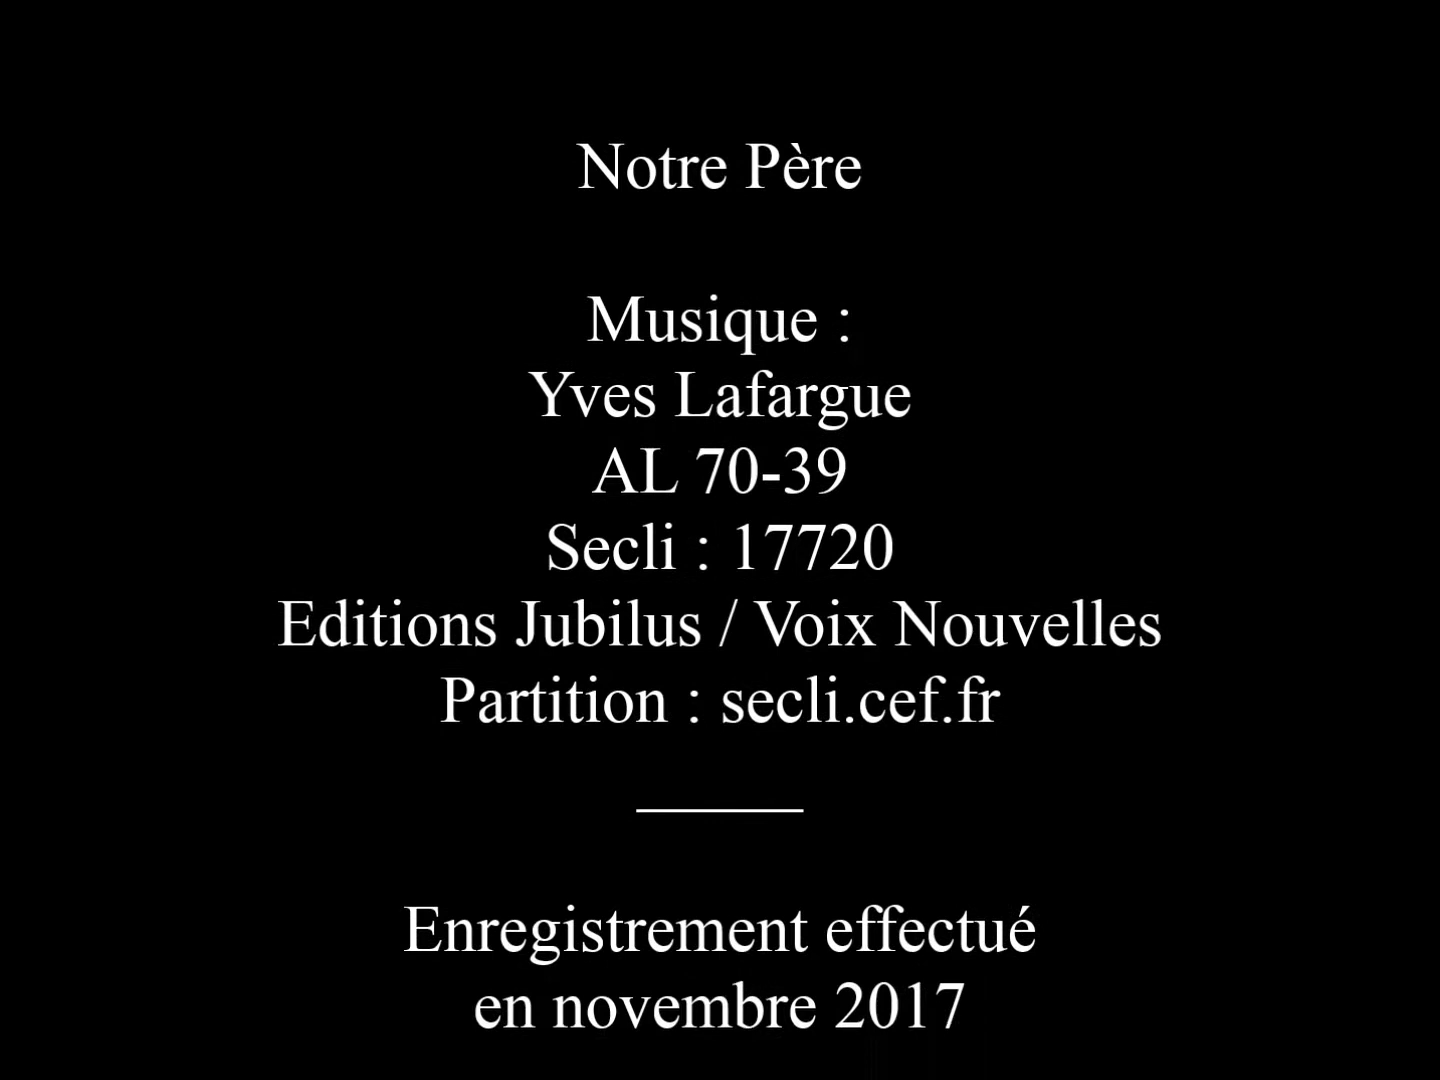 Notre Père
Musique :
Yves Lafargue
AL 70-39
Secli : 17720
Editions Jubilus / Voix Nouvelles
Partition : secli.cef.fr
_____
Enregistrement effectué
en novembre 2017